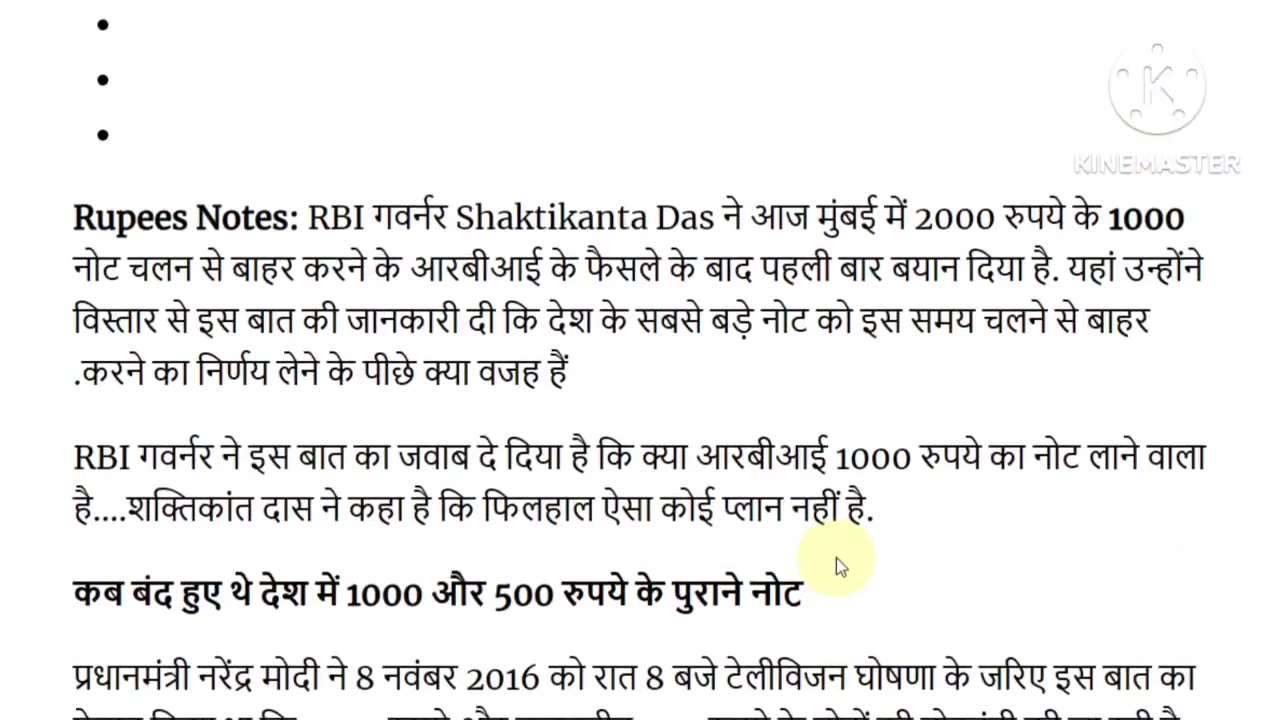 KINEMASTER
Rupees Notes: RBI गवर्नर Shaktikanta Das ने आज मुंबई में 2000 रुपये के 1000
नोट चलन से बाहर करने के आरबीआई के फैसले के बाद पहली बार बयान दिया है. यहां उन्होंने
विस्तार से इस बात की जानकारी दी कि देश के सबसे बड़े नोट को इस समय चलने से बाहर
.करने का निर्णय लेने के पीछे क्या वजह हैं
RBI गवर्नर ने इस बात का जवाब दे दिया है कि क्या आरबीआई 1000 रुपये का नोट लाने वाला
है....शक्तिकांत दास ने कहा है कि फिलहाल ऐसा कोई प्लान नहीं है.
कब बंद हुए थे देश में 1000 और 500 रुपये के पुराने नोट
प्रधानमंत्री नरेंद्र मोदी ने 8 नवंबर 2016 को रात 8 बजे टेलीविजन घोषणा के जरिए इस बात का